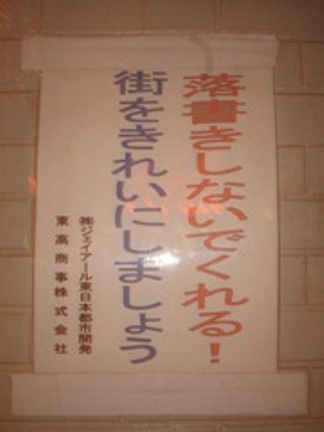 落書きしないでくれる!
街をきれいにしましょう
㈱ジェイアール東日本都市開発
東高商事株式会社